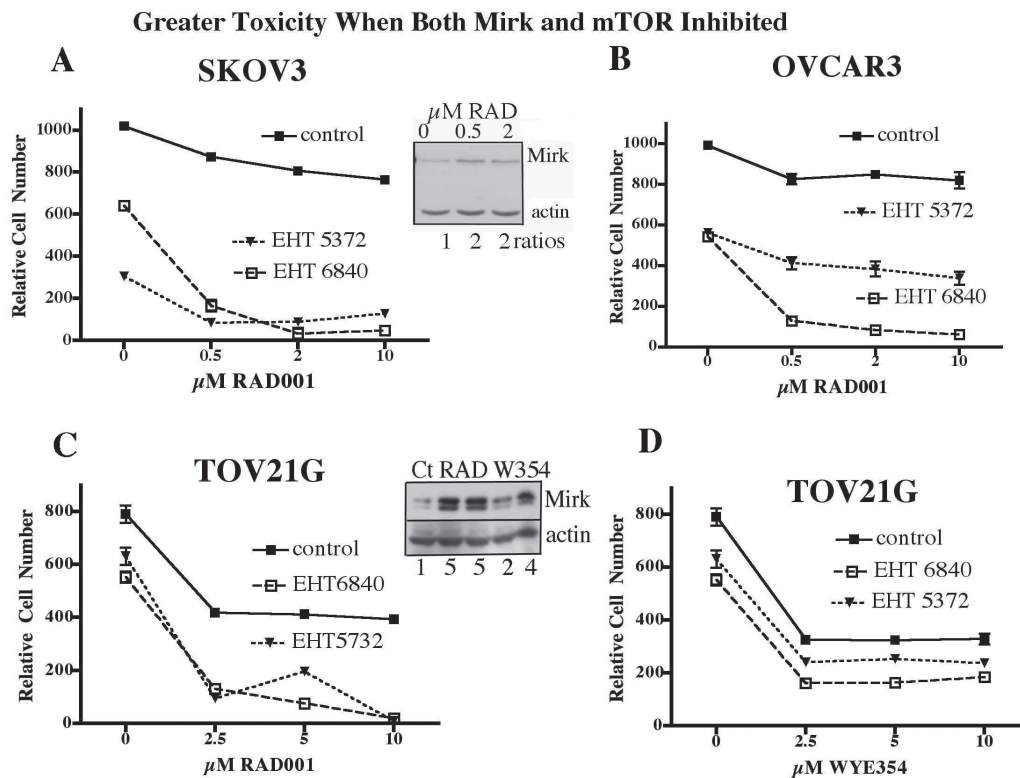 Greater Toxicity When Both Mirk and mTOR Inhibited
A
SKOV3
Relative Cell Number
1000
800
600
400
200
0
control
EHT 5372
EHT 6840
0 0.5 2 10
µM RAD001
µM RAD
0 0.5 2
Mirk
actin
1 2 2 ratios
B
OVCAR3
Relative Cell Number
1000
800
600
400
200
0
control
EHT 5372
EHT 6840
0 0.5 2 10
µM RAD001
C
TOV21G
Relative Cell Number
800
600
400
200
0
control
EHT6840
EHT5732
0 2.5 5 10
µM RAD001
Ct RAD W354
Mirk
actin
1 5 5 2 4
D
TOV21G
Relative Cell Number
800
600
400
200
0
control
EHT 6840
EHT 5372
0 2.5 5 10
µM WYE354